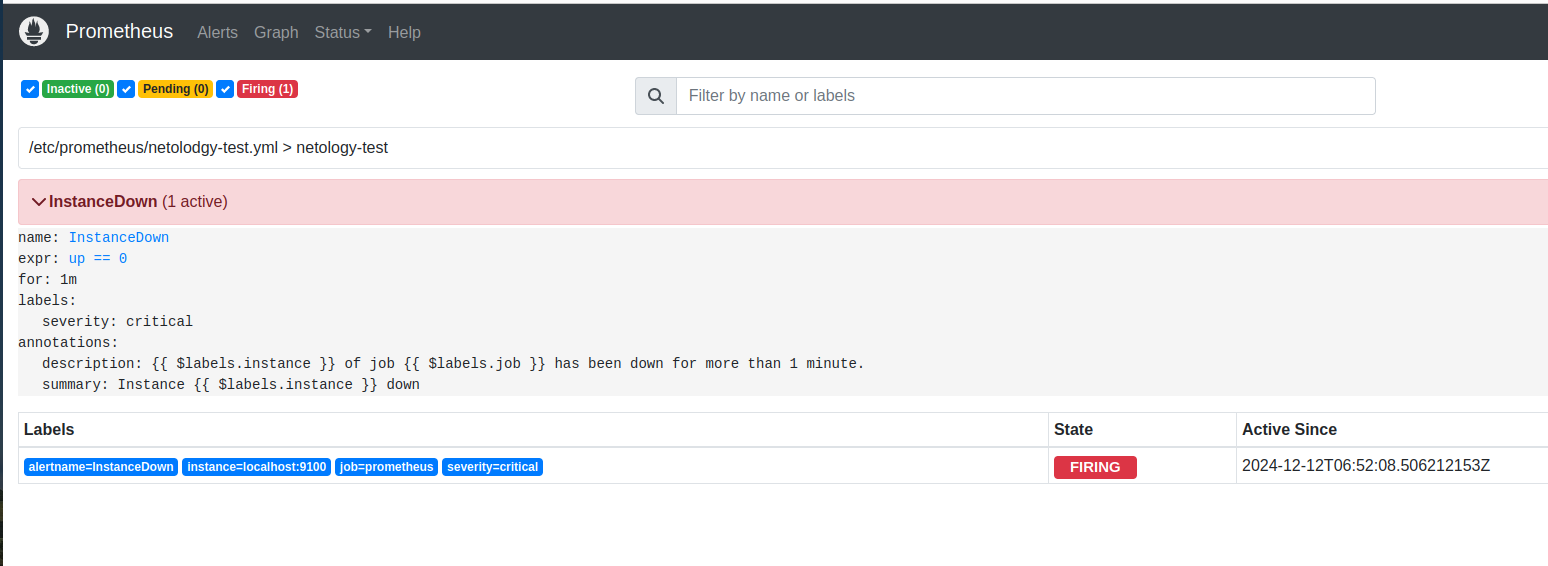 Prometheus Alerts Graph Status Help
Inactive (0) Pending (0) Firing (1) Filter by name or labels
/etc/prometheus/netolodgy-test.yml > netology-test
InstanceDown (1 active)
name: InstanceDown
expr: up == 0
for: 1m
labels:
severity: critical
annotations:
description: {{ $labels.instance }} of job {{ $labels.job }} has been down for more than 1 minute.
summary: Instance {{ $labels.instance }} down
Labels State Active Since
alertname=InstanceDown instance=localhost:9100 job=prometheus severity=critical FIRING 2024-12-12T06:52:08.506212153Z